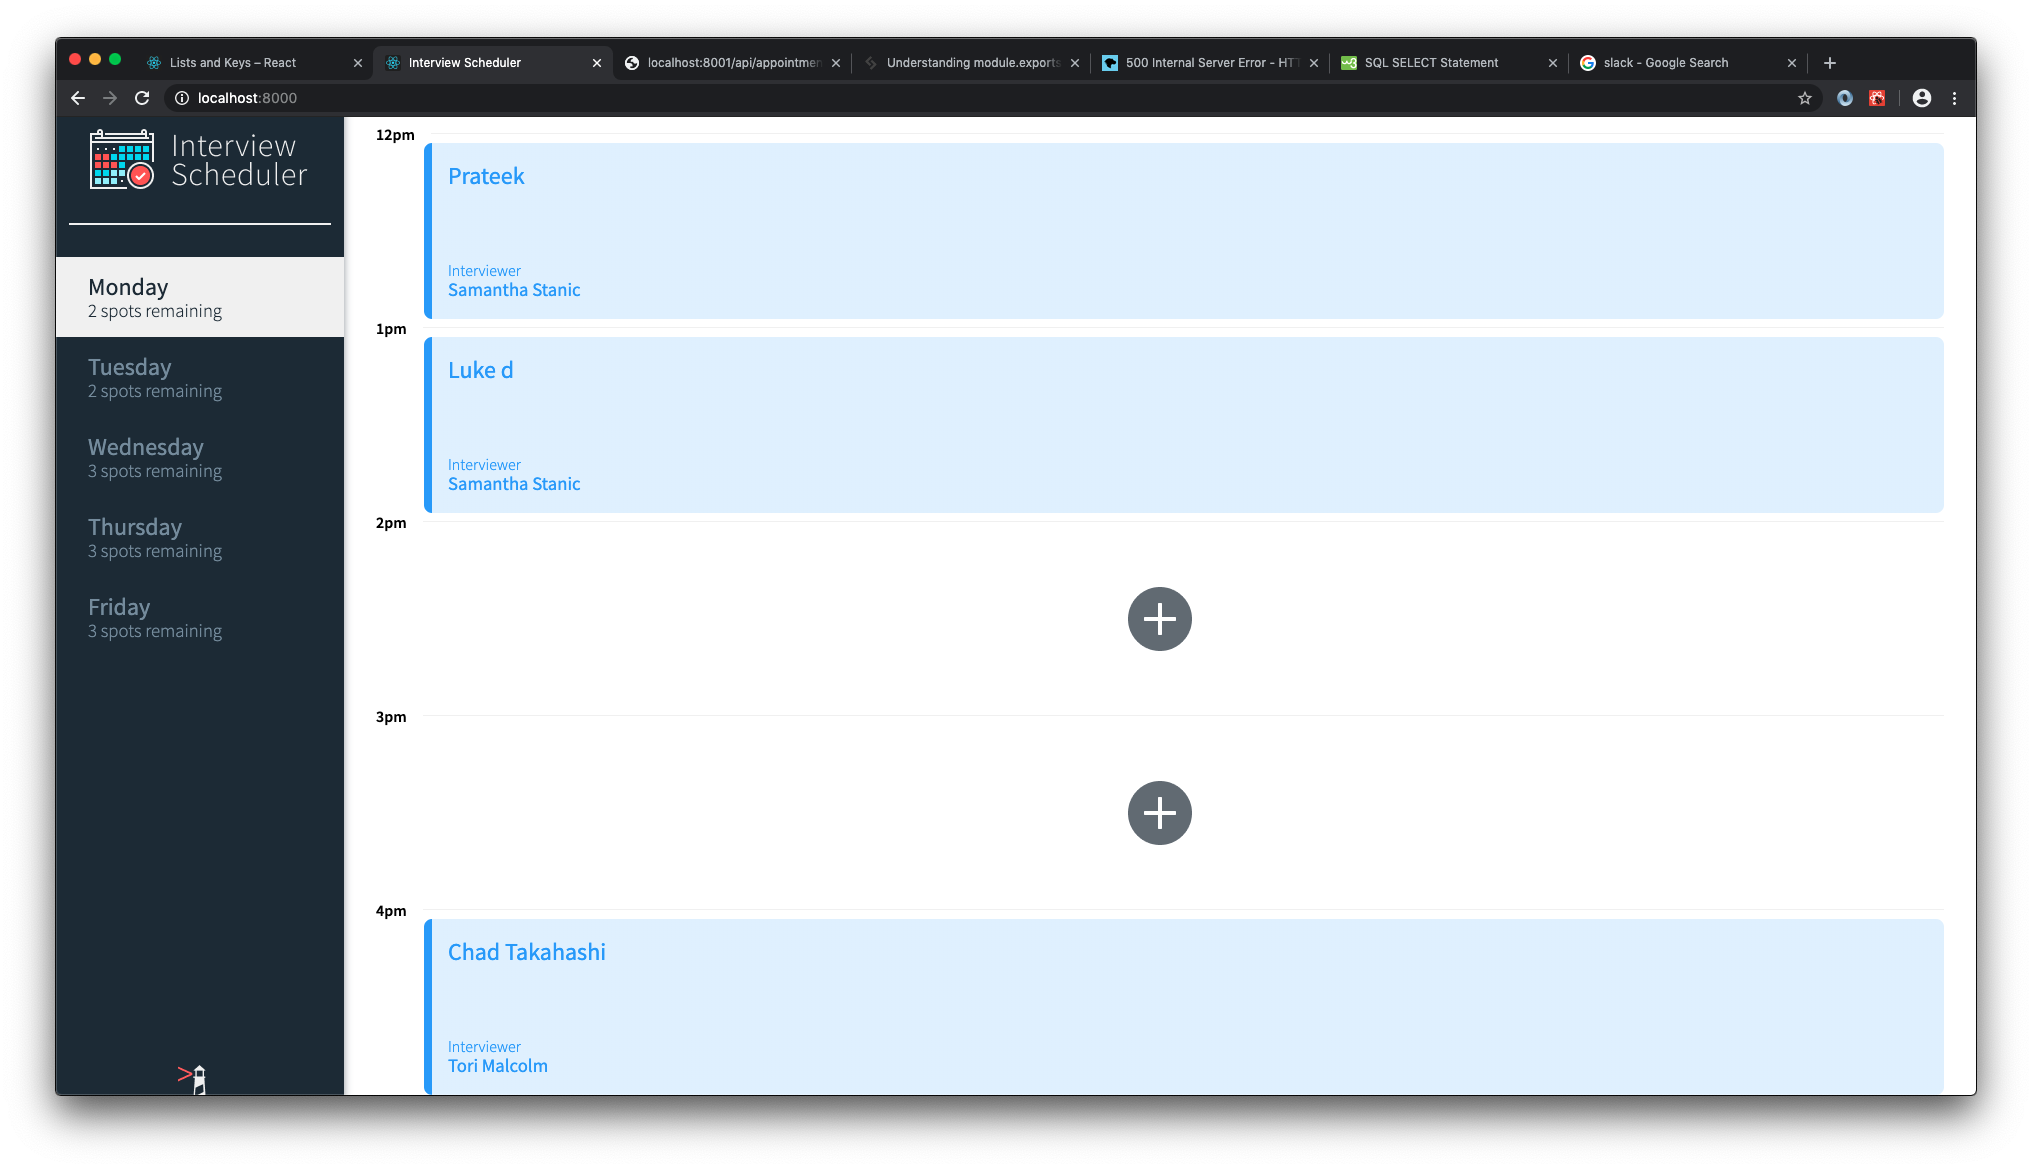 Lists and Keys – React
Interview Scheduler
localhost:8001/api/appointmen
Understanding module.exports
500 Internal Server Error - HTT
SQL SELECT Statement
slack - Google Search
localhost:8000
Interview
Scheduler
Monday
2 spots remaining
Tuesday
2 spots remaining
Wednesday
3 spots remaining
Thursday
3 spots remaining
Friday
3 spots remaining
12pm
Prateek
Interviewer
Samantha Stanic
1pm
Luke d
Interviewer
Samantha Stanic
2pm
3pm
4pm
Chad Takahashi
Interviewer
Tori Malcolm